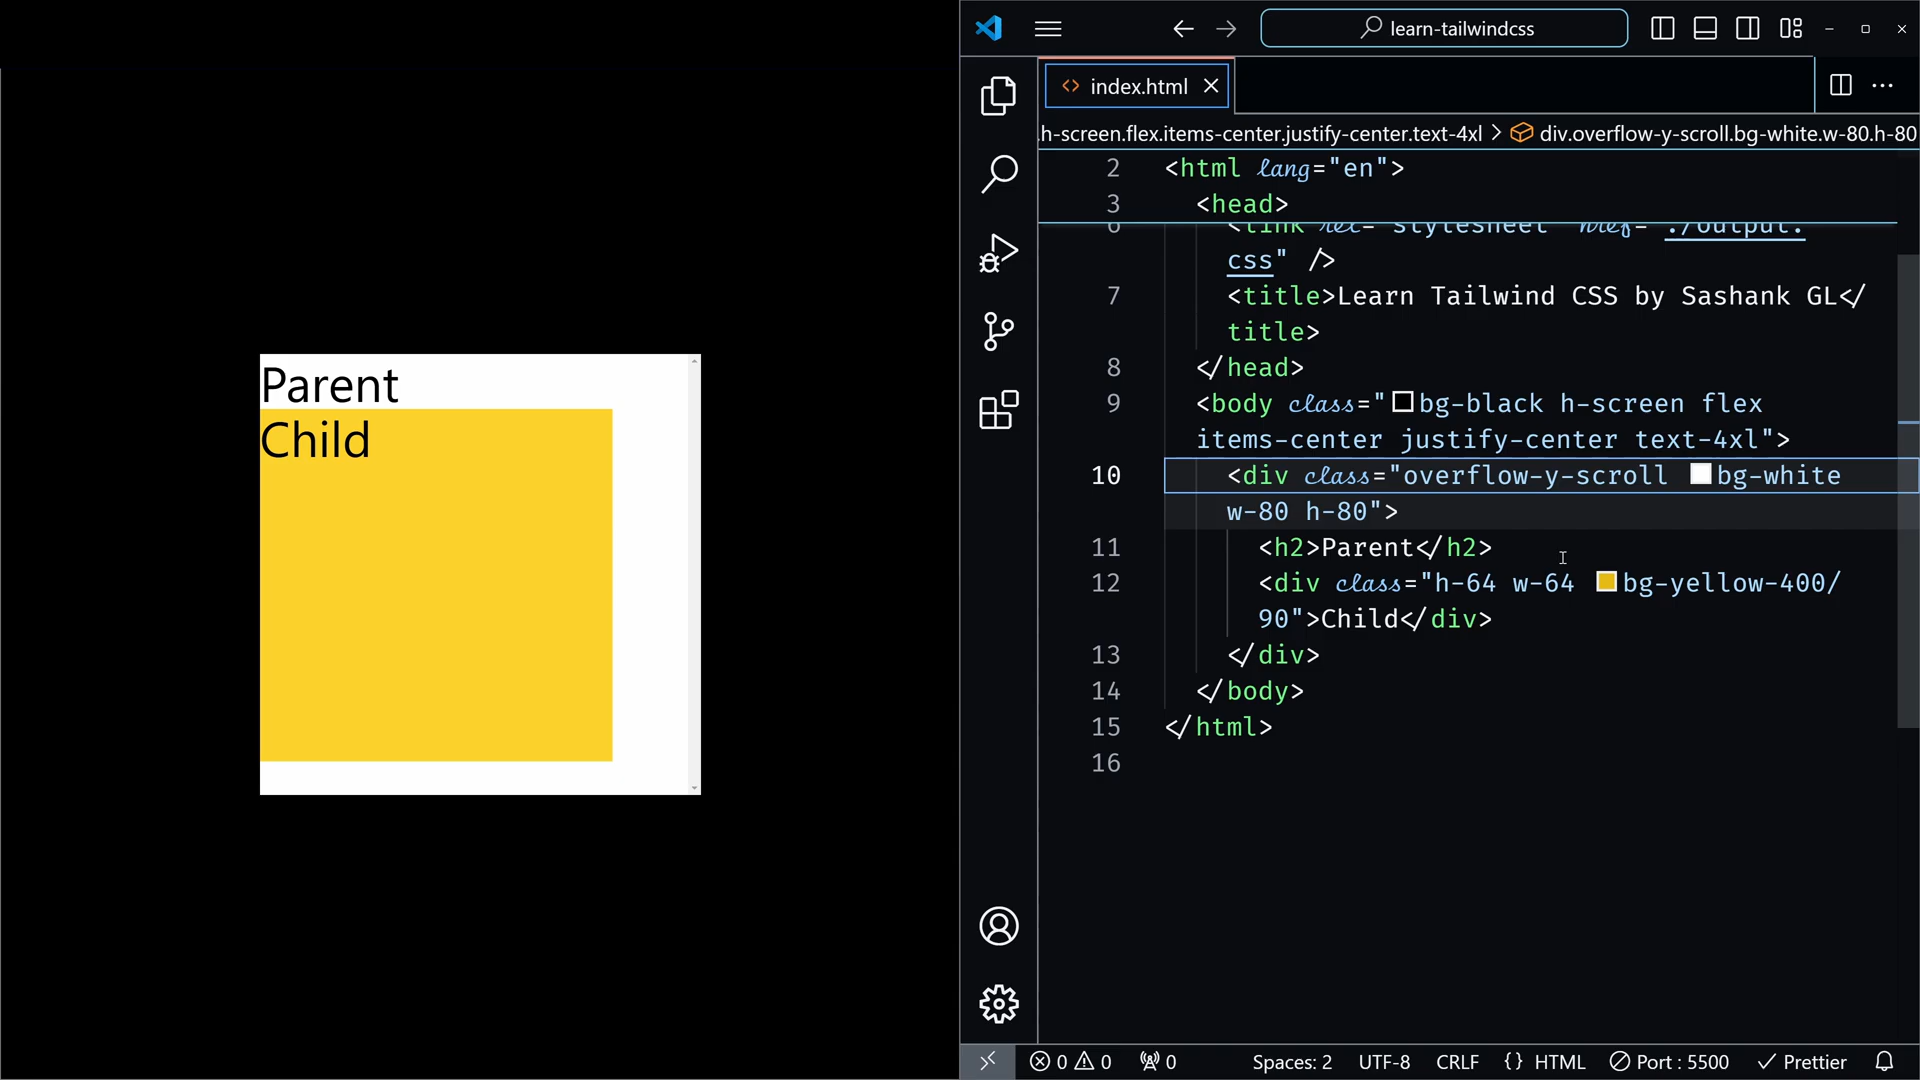 Parent
Child
learn-tailwindcss
index.html
.h-screen.flex.items-center.justify-center.text-4xl > div.overflow-y-scroll.bg-white.w-80.h-80
2 <html lang="en">
3 <head>
6 <link rel="stylesheet" href="./output.
css" />
7 <title>Learn Tailwind CSS by Sashank GL</
title>
8 </head>
9 <body class="bg-black h-screen flex
items-center justify-center text-4xl">
10 <div class="overflow-y-scroll bg-white
w-80 h-80">
11 <h2>Parent</h2>
12 <div class="h-64 w-64 bg-yellow-400/
90">Child</div>
13 </div>
14 </body>
15 </html>
16
0 0 0 Spaces: 2 UTF-8 CRLF {} HTML Port : 5500 Prettier